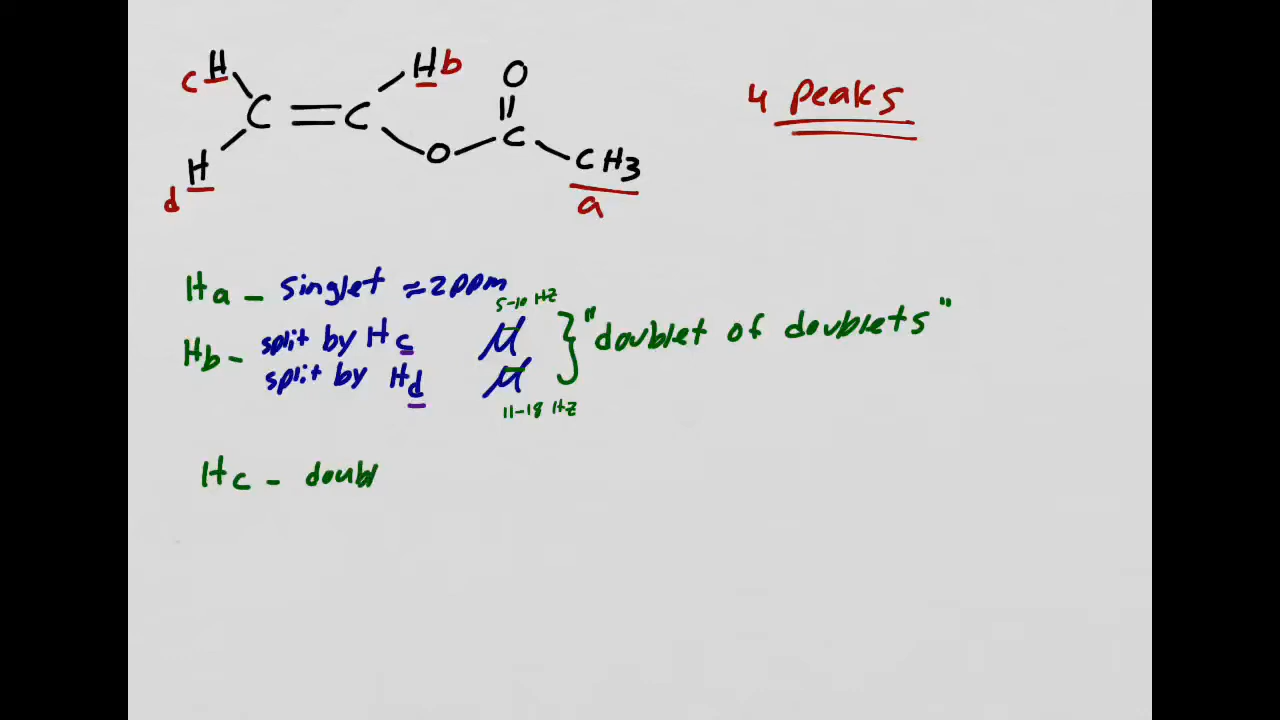 c H H b O 4 peaks
C = C
H O C CH3
d a
Ha - singlet ≈ 2ppm
5-10 Hz
Hb - split by Hc } "doublet of doublets"
split by Hd
11-18 Hz
Hc - doubl